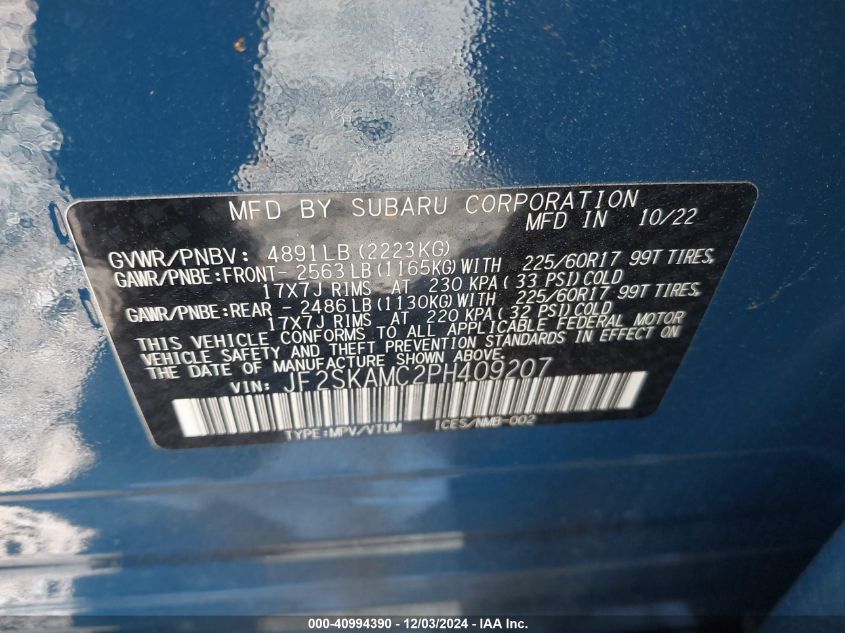 MFD BY SUBARU CORPORATION
MFD IN 10/22
GVWR/PNBV: 4891LB(2223KG)
GAWR/PNBE:FRONT- 2563LB(1165KG)WITH 225/60R17 99T TIRES,
17X7J RIMS AT 230 KPA(33 PSI)COLD
GAWR/PNBE:REAR - 2486LB(1130KG)WITH 225/60R17 99T TIRES,
17X7J RIMS AT 220 KPA(32 PSI)COLD
THIS VEHICLE CONFORMS TO ALL APPLICABLE FEDERAL MOTOR
VEHICLE SAFETY AND THEFT PREVENTION STANDARDS IN EFFECT ON
THE DATE OF MANUFACTURE SHOWN ABOVE.
VIN: JF2SKAMC2PH409207
TYPE:MPV/VTUM ICES/NMB-002
000-40994390 - 12/03/2024 - IAA Inc.